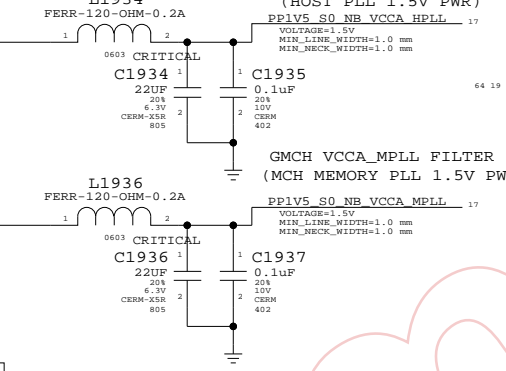 L1934
(HOST PLL 1.5V PWR)
FERR-120-OHM-0.2A
PP1V5_S0_NB_VCCA_HPLL 17
VOLTAGE=1.5V
MIN_LINE_WIDTH=1.0 mm
MIN_NECK_WIDTH=1.0 mm
1 2
0603 CRITICAL
C1934 1
22UF
20%
6.3V
CERM-X5R
805
2
1 C1935
0.1uF
20%
10V
CERM
402
2
64 19
GMCH VCCA_MPLL FILTER
(MCH MEMORY PLL 1.5V PW
L1936
FERR-120-OHM-0.2A
PP1V5_S0_NB_VCCA_MPLL 17
VOLTAGE=1.5V
MIN_LINE_WIDTH=1.0 mm
MIN_NECK_WIDTH=1.0 mm
1 2
0603 CRITICAL
C1936 1
22UF
20%
6.3V
CERM-X5R
805
2
1 C1937
0.1uF
20%
10V
CERM
402
2